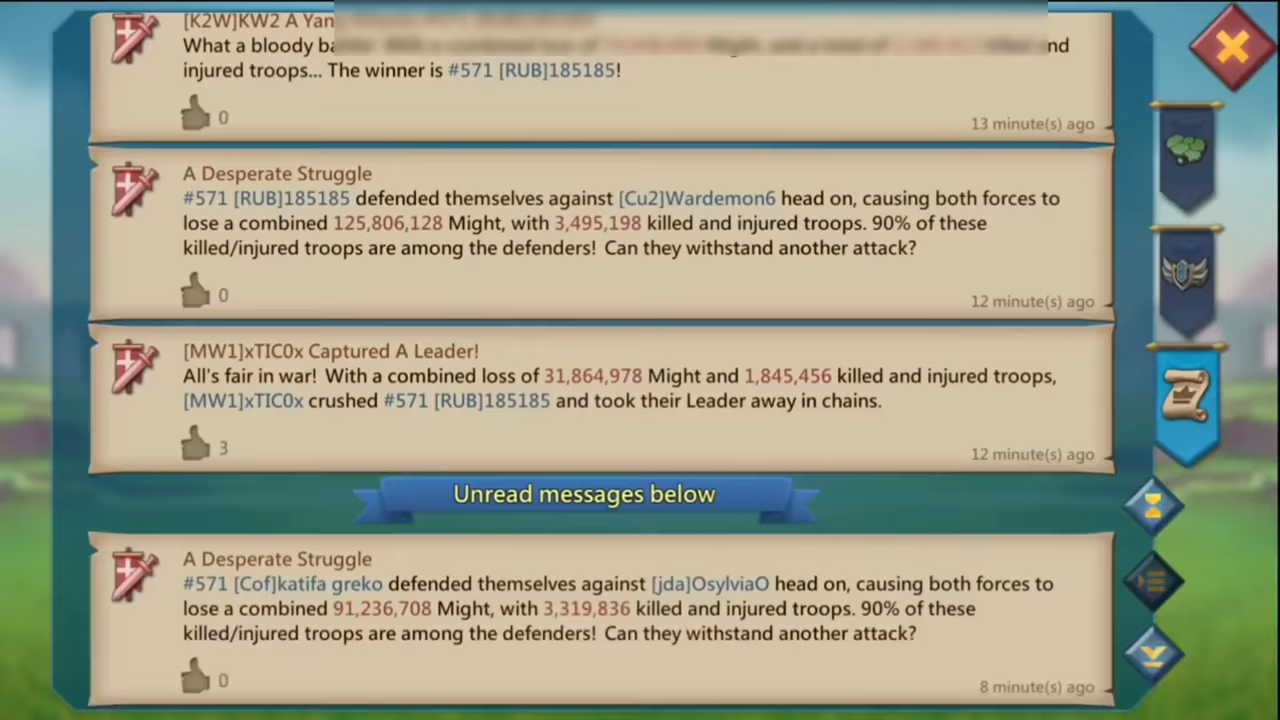 [K2W]KW2 A Yan
What a bloody ba nd
injured troops... The winner is #571 [RUB]185185!
0
13 minute(s) ago
A Desperate Struggle
#571 [RUB]185185 defended themselves against [Cu2]Wardemon6 head on, causing both forces to
lose a combined 125,806,128 Might, with 3,495,198 killed and injured troops. 90% of these
killed/injured troops are among the defenders! Can they withstand another attack?
0
12 minute(s) ago
[MW1]xTIC0x Captured A Leader!
All's fair in war! With a combined loss of 31,864,978 Might and 1,845,456 killed and injured troops,
[MW1]xTIC0x crushed #571 [RUB]185185 and took their Leader away in chains.
3
12 minute(s) ago
Unread messages below
A Desperate Struggle
#571 [Cof]katifa greko defended themselves against [jda]OsylviaO head on, causing both forces to
lose a combined 91,236,708 Might, with 3,319,836 killed and injured troops. 90% of these
killed/injured troops are among the defenders! Can they withstand another attack?
0
8 minute(s) ago